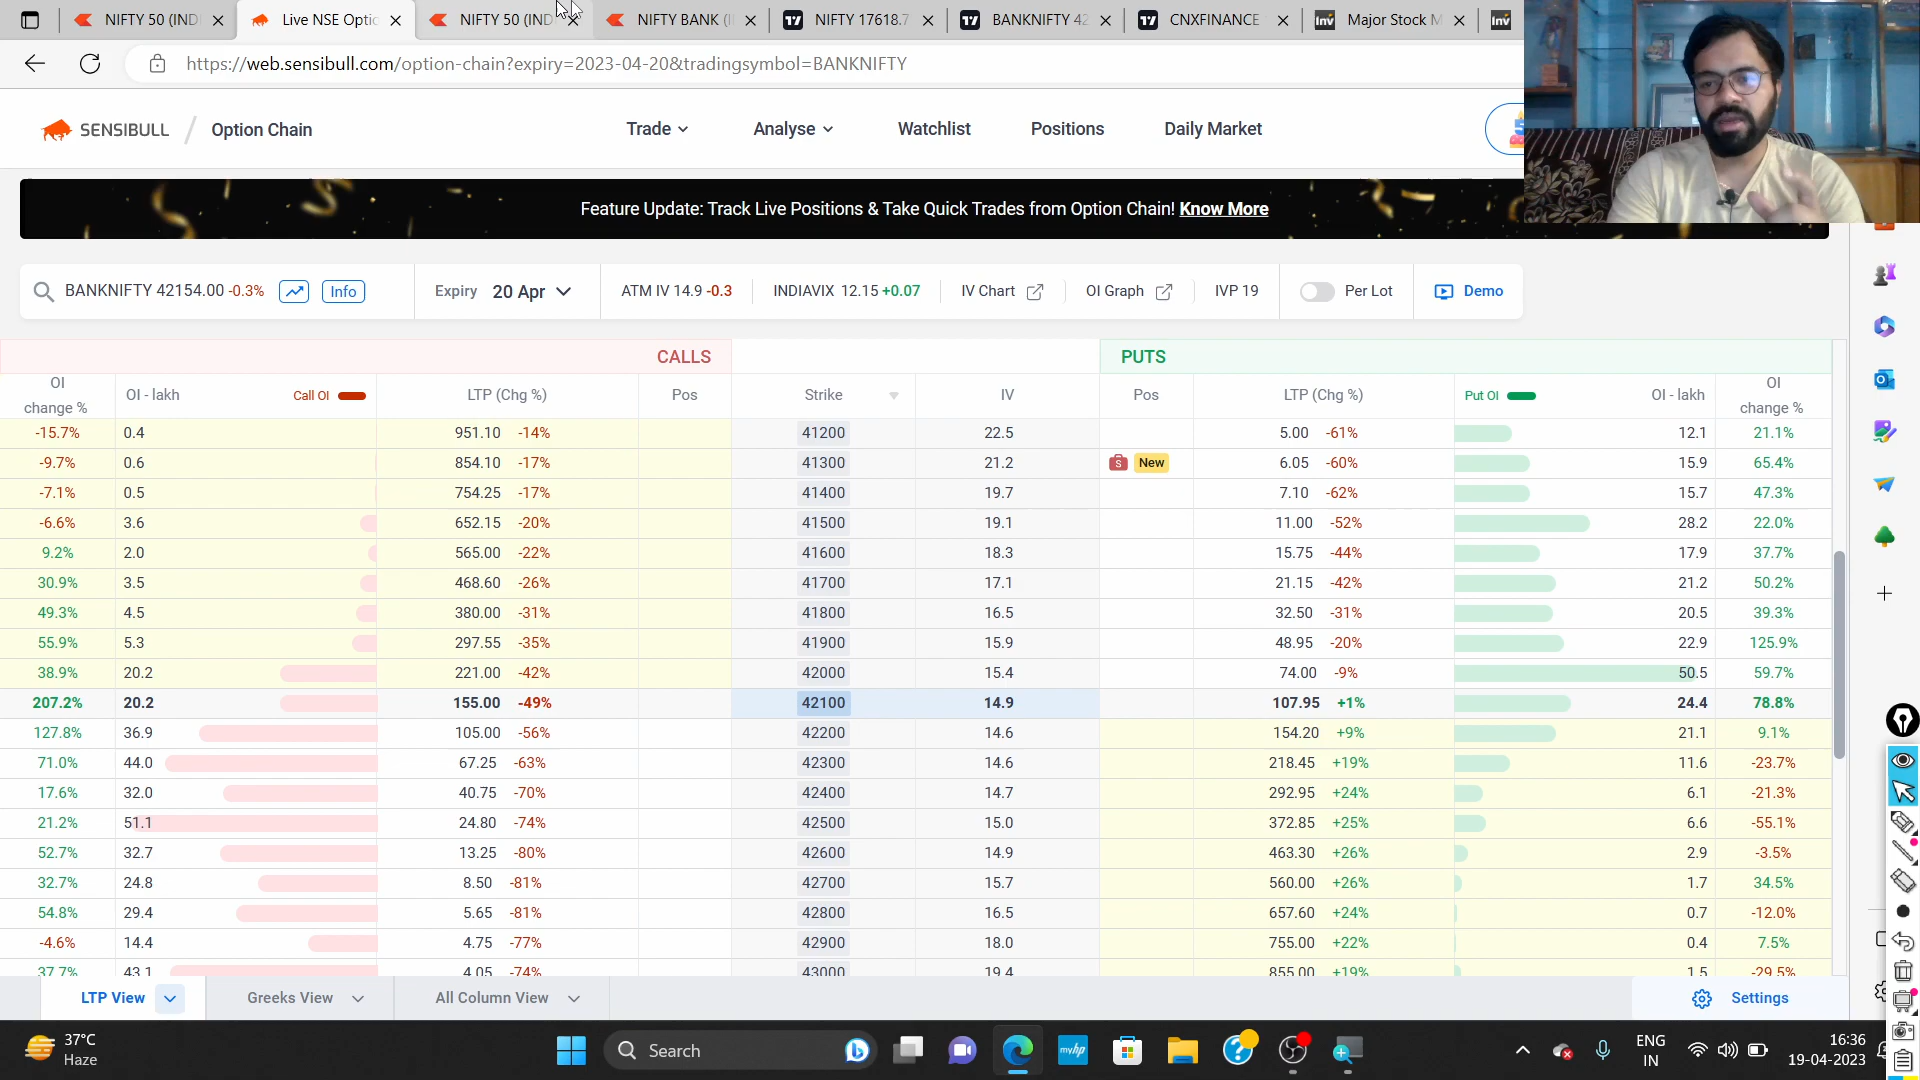 NIFTY 50 (INDI
Live NSE Optio
NIFTY 50 (IND
NIFTY BANK (I
NIFTY 17618.7
BANKNIFTY 42
CNXFINANCE
Major Stock M
https://web.sensibull.com/option-chain?expiry=2023-04-20&tradingsymbol=BANKNIFTY
SENSIBULL / Option Chain
Trade
Analyse
Watchlist
Positions
Daily Market
Feature Update: Track Live Positions & Take Quick Trades from Option Chain! Know More
BANKNIFTY 42154.00 -0.3% Info
Expiry 20 Apr
ATM IV 14.9 -0.3
INDIAVIX 12.15 +0.07
IV Chart
OI Graph
IVP 19
Per Lot
Demo
CALLS PUTS
OI change % OI - lakh Call OI LTP (Chg %) Pos Strike IV Pos LTP (Chg %) Put OI OI - lakh OI change %
-15.7% 0.4 951.10 -14% 41200 22.5 5.00 -61% 12.1 21.1%
-9.7% 0.6 854.10 -17% 41300 21.2 S New 6.05 -60% 15.9 65.4%
-7.1% 0.5 754.25 -17% 41400 19.7 7.10 -62% 15.7 47.3%
-6.6% 3.6 652.15 -20% 41500 19.1 11.00 -52% 28.2 22.0%
9.2% 2.0 565.00 -22% 41600 18.3 15.75 -44% 17.9 37.7%
30.9% 3.5 468.60 -26% 41700 17.1 21.15 -42% 21.2 50.2%
49.3% 4.5 380.00 -31% 41800 16.5 32.50 -31% 20.5 39.3%
55.9% 5.3 297.55 -35% 41900 15.9 48.95 -20% 22.9 125.9%
38.9% 20.2 221.00 -42% 42000 15.4 74.00 -9% 50.5 59.7%
207.2% 20.2 155.00 -49% 42100 14.9 107.95 +1% 24.4 78.8%
127.8% 36.9 105.00 -56% 42200 14.6 154.20 +9% 21.1 9.1%
71.0% 44.0 67.25 -63% 42300 14.6 218.45 +19% 11.6 -23.7%
17.6% 32.0 40.75 -70% 42400 14.7 292.95 +24% 6.1 -21.3%
21.2% 51.1 24.80 -74% 42500 15.0 372.85 +25% 6.6 -55.1%
52.7% 32.7 13.25 -80% 42600 14.9 463.30 +26% 2.9 -3.5%
32.7% 24.8 8.50 -81% 42700 15.7 560.00 +26% 1.7 34.5%
54.8% 29.4 5.65 -81% 42800 16.5 657.60 +24% 0.7 -12.0%
-4.6% 14.4 4.75 -77% 42900 18.0 755.00 +22% 0.4 7.5%
37.7% 43.1 4.05 -74% 43000 19.4 855.00 +19% 1.5 -29.5%
LTP View
Greeks View
All Column View
Settings
37°C
Haze
Search
myhp
ENG
IN
16:36
19-04-2023